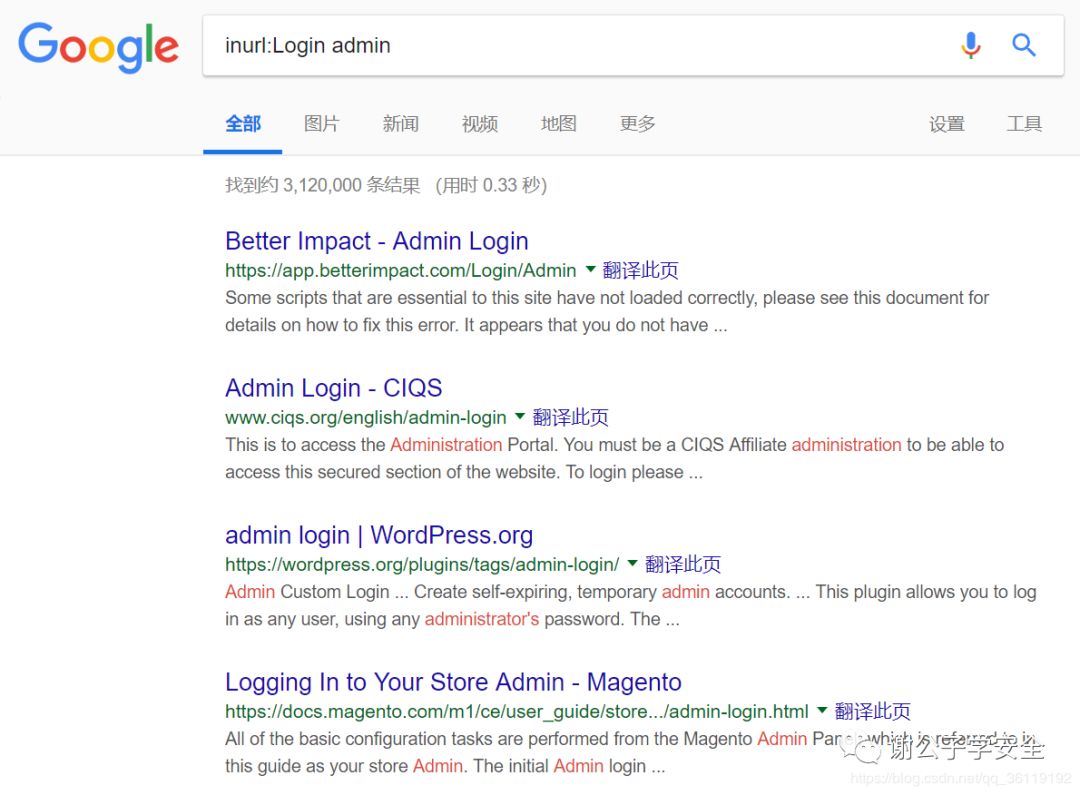 Google
inurl:Login admin
全部 图片 新闻 视频 地图 更多 设置 工具
找到约 3,120,000 条结果 (用时 0.33 秒)
Better Impact - Admin Login
https://app.betterimpact.com/Login/Admin 翻译此页
Some scripts that are essential to this site have not loaded correctly, please see this document for
details on how to fix this error. It appears that you do not have ...
Admin Login - CIQS
www.ciqs.org/english/admin-login 翻译此页
This is to access the Administration Portal. You must be a CIQS Affiliate administration to be able to
access this secured section of the website. To login please ...
admin login | WordPress.org
https://wordpress.org/plugins/tags/admin-login/ 翻译此页
Admin Custom Login ... Create self-expiring, temporary admin accounts. ... This plugin allows you to log
in as any user, using any administrator's password. The ...
Logging In to Your Store Admin - Magento
https://docs.magento.com/m1/ce/user_guide/store.../admin-login.html 翻译此页
All of the basic configuration tasks are performed from the Magento Admin Panel, which is referred to in
this guide as your store Admin. The initial Admin login ...
谢公子学安全
https://blog.csdn.net/qq_36119192